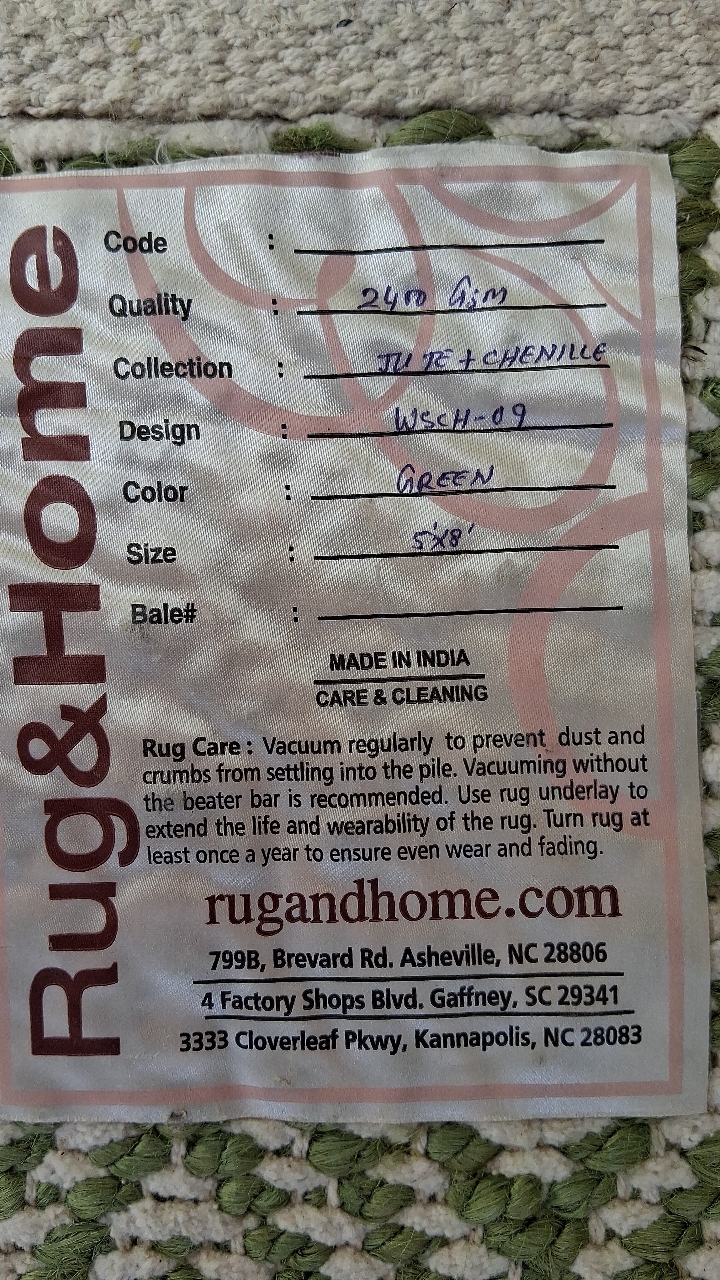 Rug&Home
Code :
Quality : 2400 GSM
Collection : JUTE + CHENILLE
Design : WSCH-09
Color : GREEN
Size : 5'X8'
Bale# :
MADE IN INDIA
CARE & CLEANING
Rug Care : Vacuum regularly to prevent dust and
crumbs from settling into the pile. Vacuuming without
the beater bar is recommended. Use rug underlay to
extend the life and wearability of the rug. Turn rug at
least once a year to ensure even wear and fading.
rugandhome.com
799B, Brevard Rd. Asheville, NC 28806
4 Factory Shops Blvd. Gaffney, SC 29341
3333 Cloverleaf Pkwy, Kannapolis, NC 28083